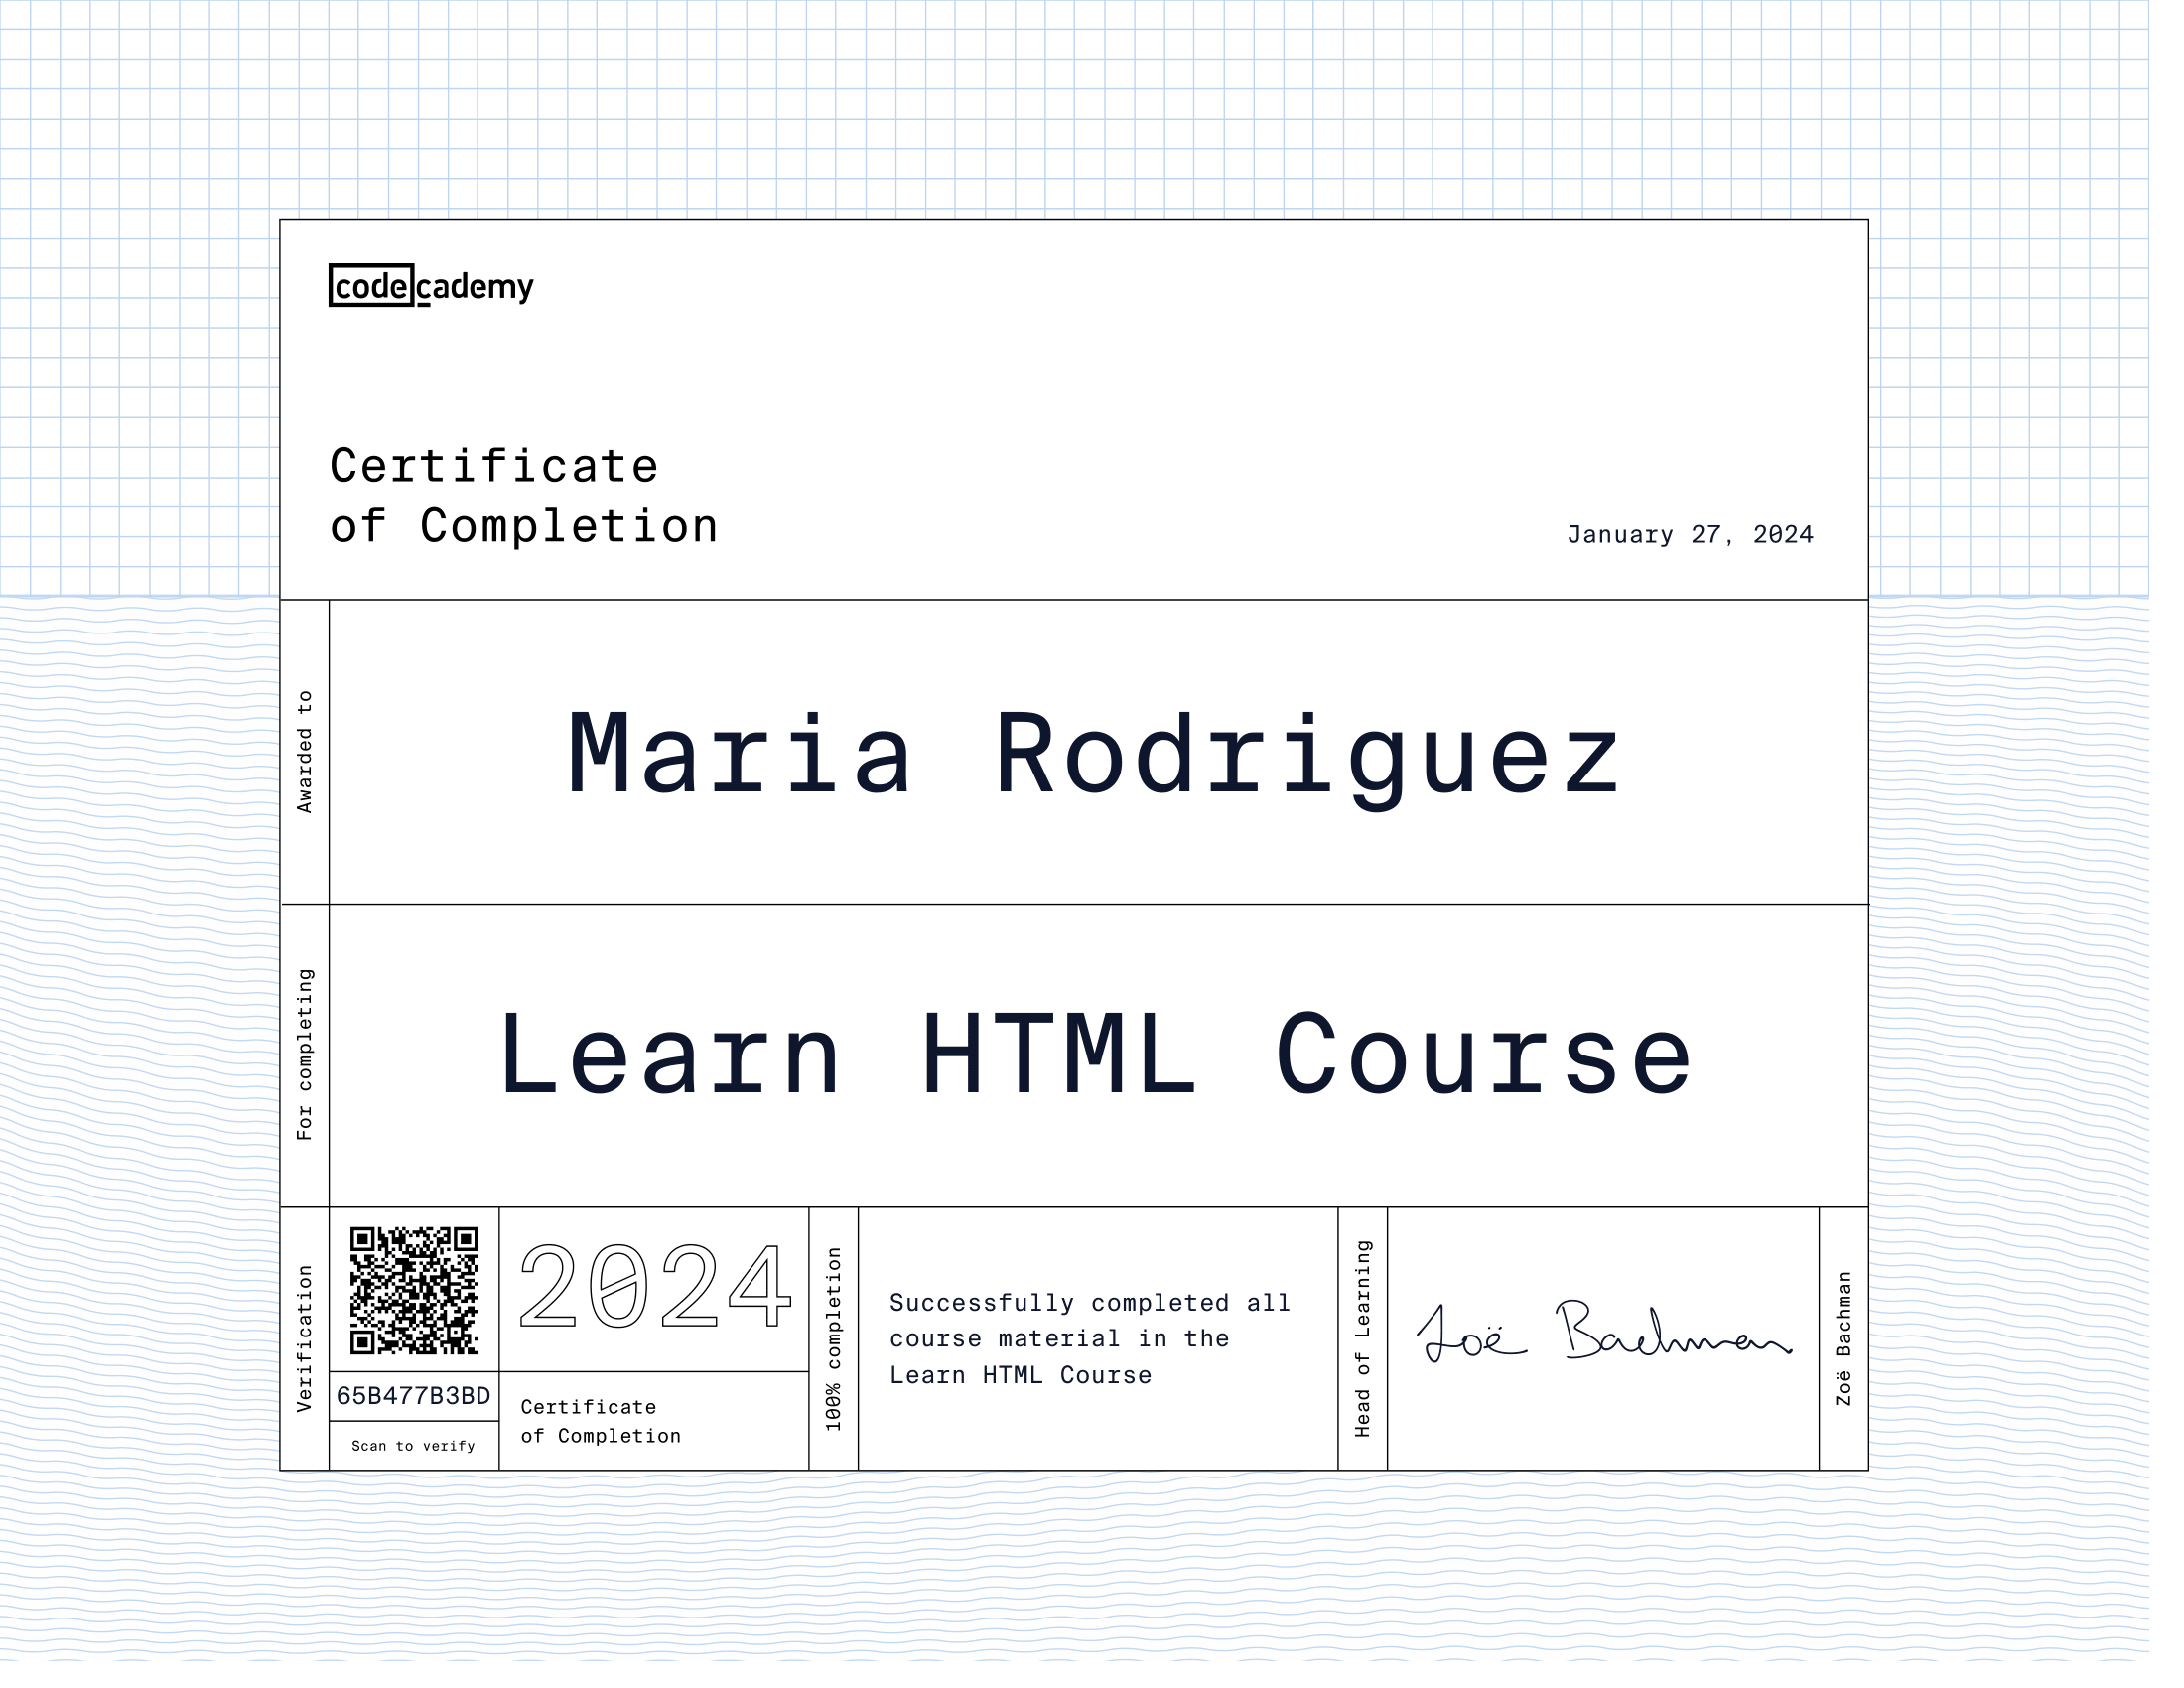 codecademy
Certificate
of Completion
January 27, 2024
Awarded to
Maria Rodriguez
For completing
Learn HTML Course
Verification
65B477B3BD
Scan to verify
2024
Certificate
of Completion
100% completion
Successfully completed all
course material in the
Learn HTML Course
Head of Learning
Zoë Bachman
Zoë Bachman